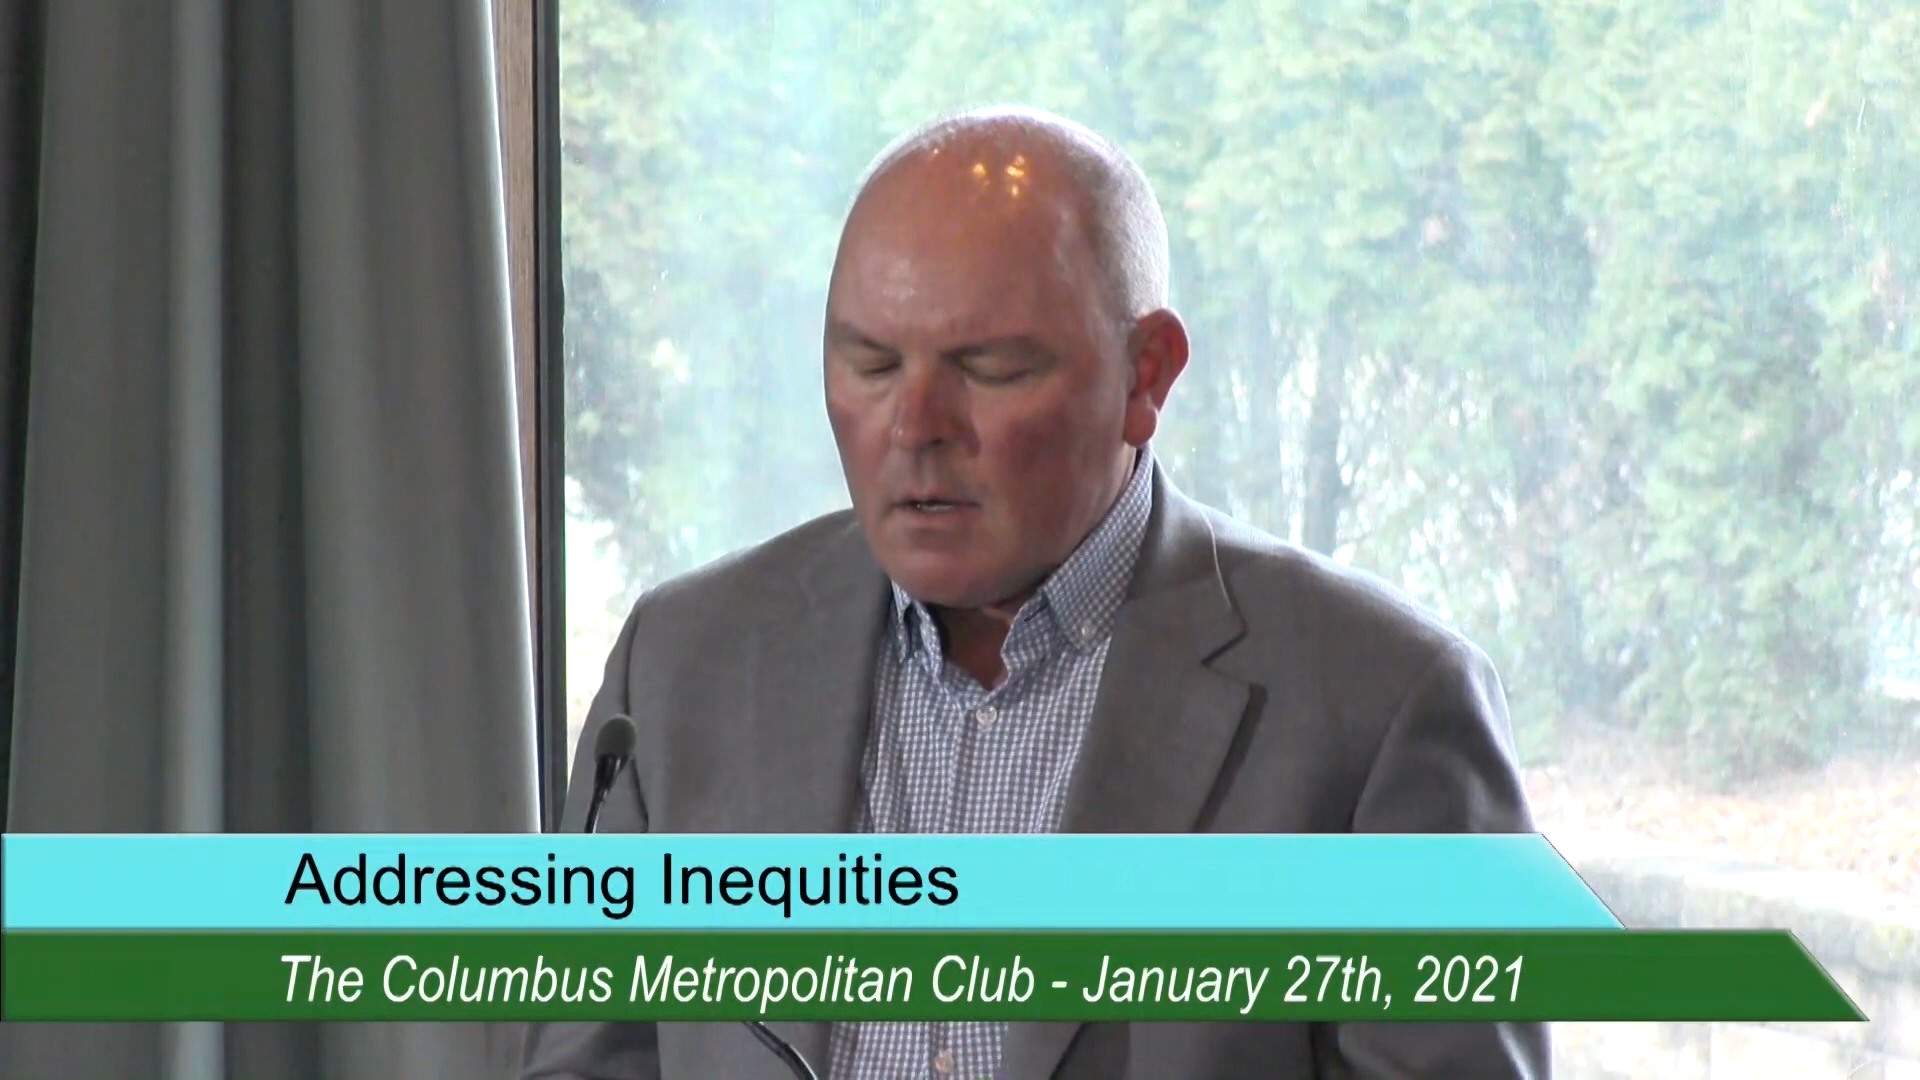 Addressing Inequities
The Columbus Metropolitan Club - January 27th, 2021